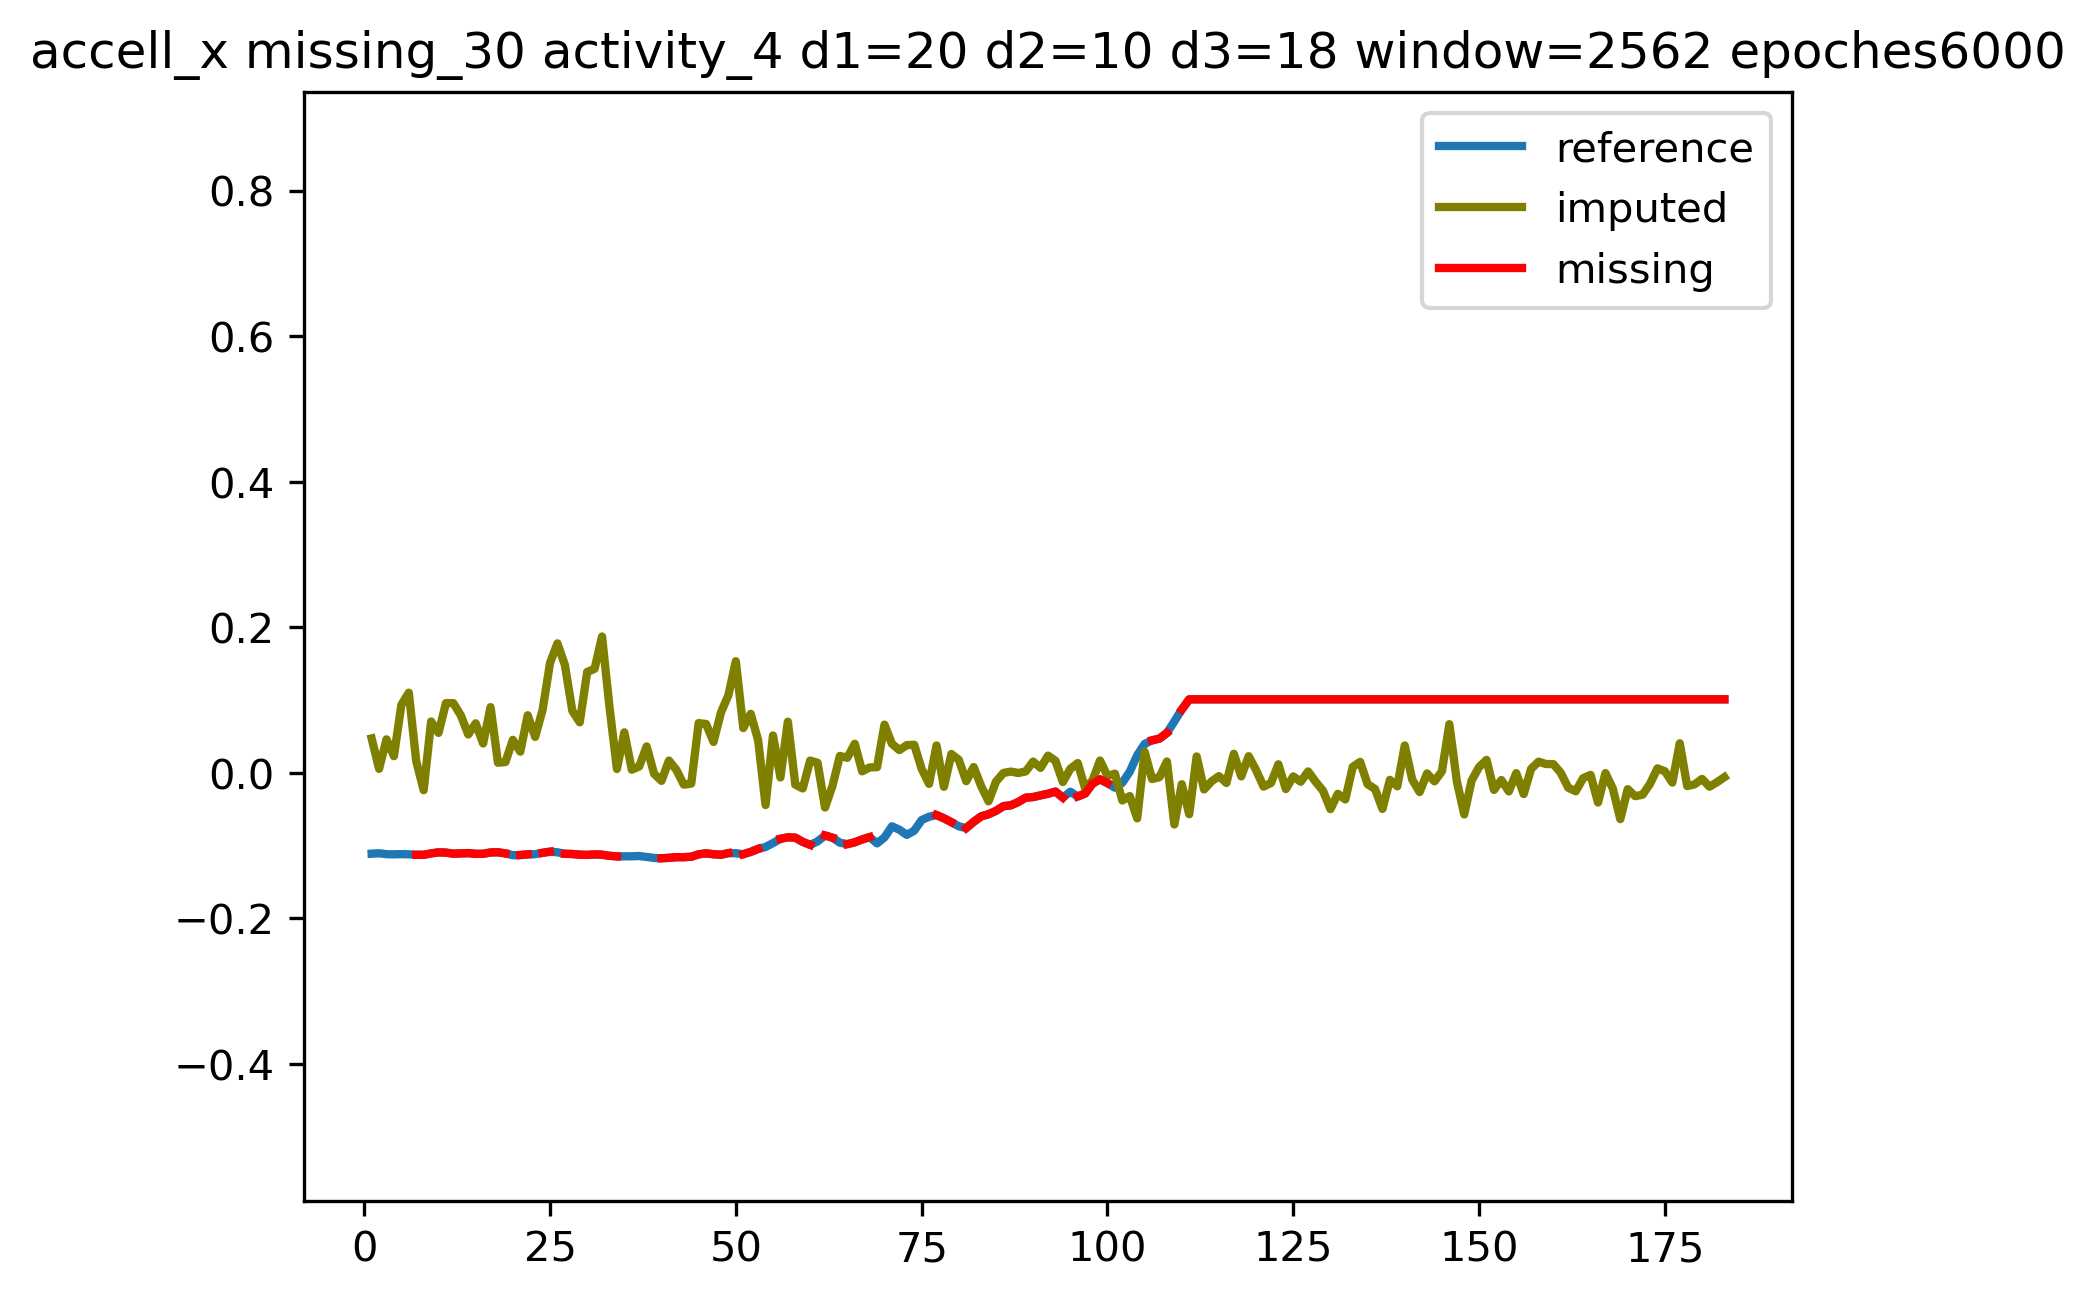 accell_x missing_30 activity_4 d1=20 d2=10 d3=18 window=2562 epoches6000
reference
imputed
missing
0.8
0.6
0.4
0.2
0.0
−0.2
−0.4
0 25 50 75 100 125 150 175